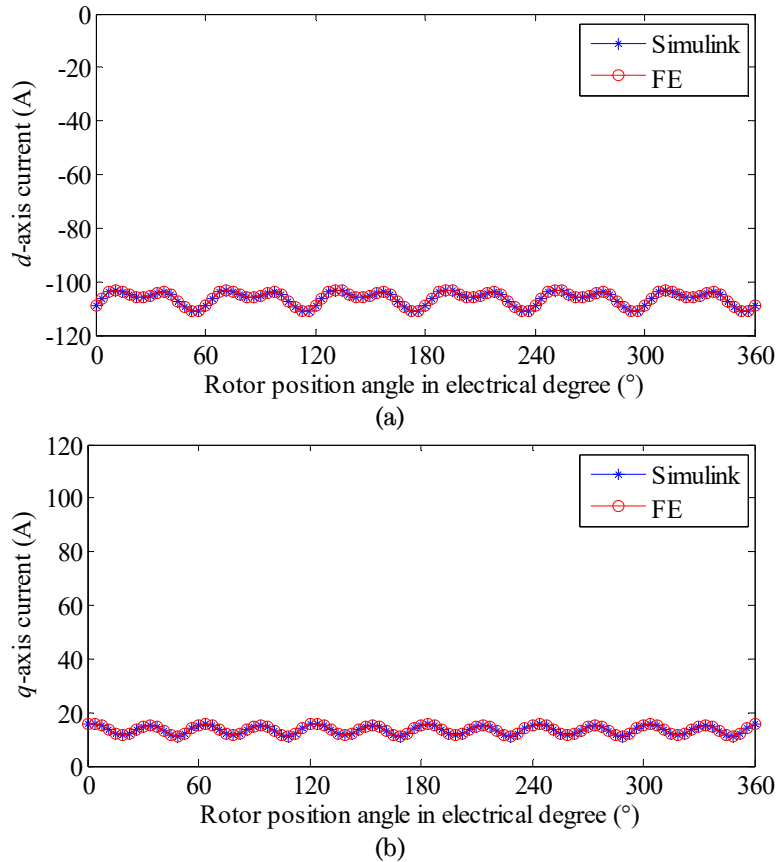 0
-20
-40
-60
-80
-100
-120
d-axis current (A)
Simulink
FE
0 60 120 180 240 300 360
Rotor position angle in electrical degree (°)
(a)
120
100
80
60
40
20
0
q-axis current (A)
Simulink
FE
0 60 120 180 240 300 360
Rotor position angle in electrical degree (°)
(b)